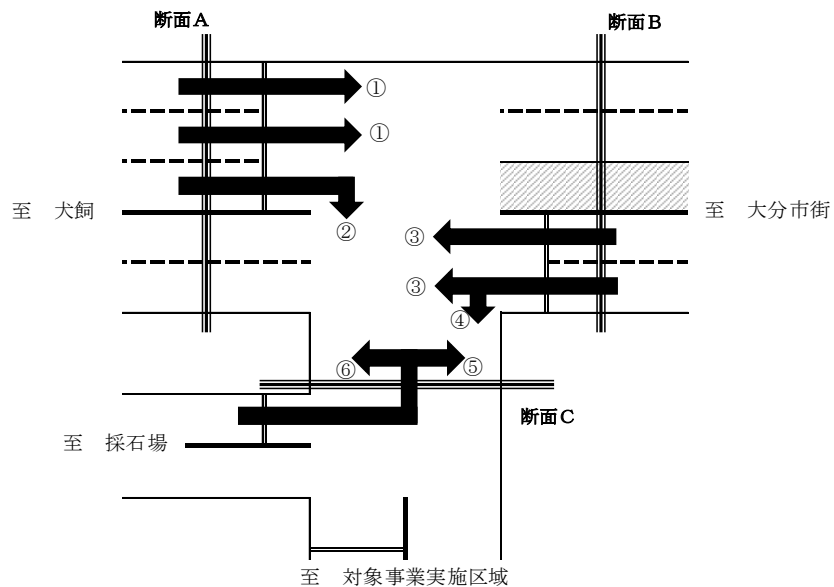 断面A
断面B
①
①
②
至　犬飼
至　大分市街
③
③
④
⑥
⑤
断面C
至　採石場
至　対象事業実施区域